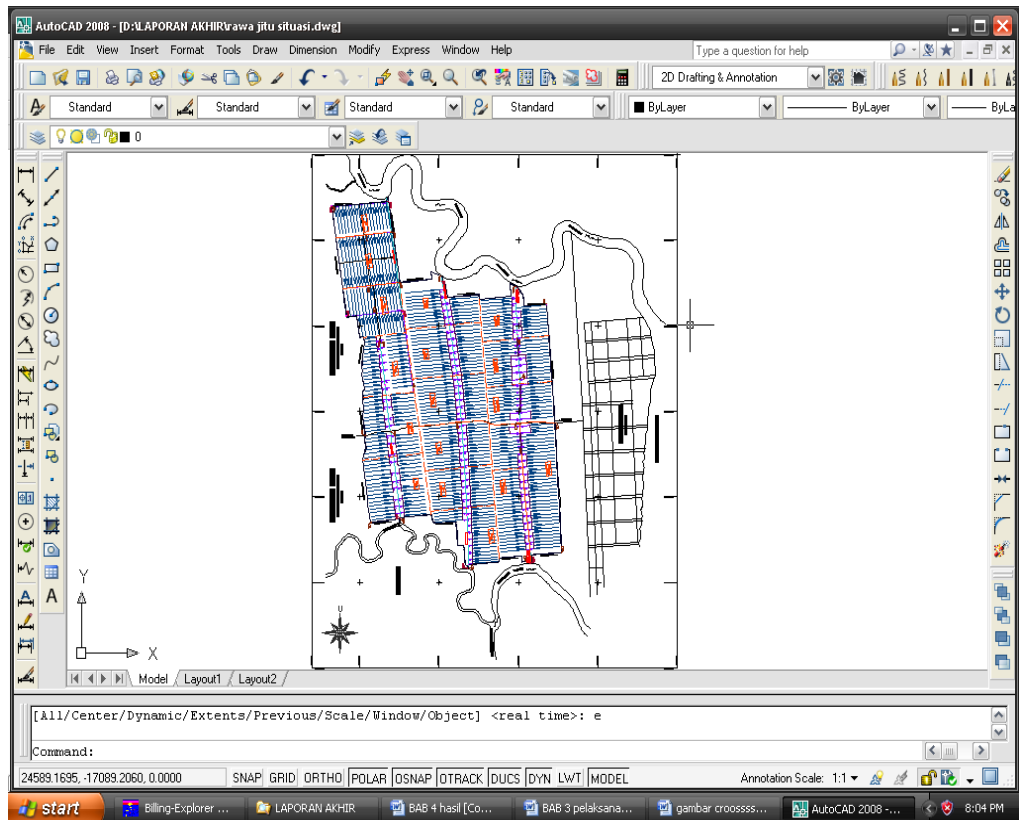 AutoCAD 2008 - [D:\LAPORAN AKHIR\rawa jitu situasi.dwg]
File Edit View Insert Format Tools Draw Dimension Modify Express Window Help Type a question for help
2D Drafting & Annotation
Standard Standard Standard Standard ByLayer ByLayer ByLa
0
U
Y
X
Model Layout1 Layout2
[All/Center/Dynamic/Extents/Previous/Scale/Window/Object] <real time>: e
Command:
24589.1695, -17089.2060, 0.0000 SNAP GRID ORTHO POLAR OSNAP OTRACK DUCS DYN LWT MODEL Annotation Scale: 1:1
start Billing-Explorer ... LAPORAN AKHIR BAB 4 hasil [Co... BAB 3 pelaksana... gambar croossss... AutoCAD 2008 -... 8:04 PM